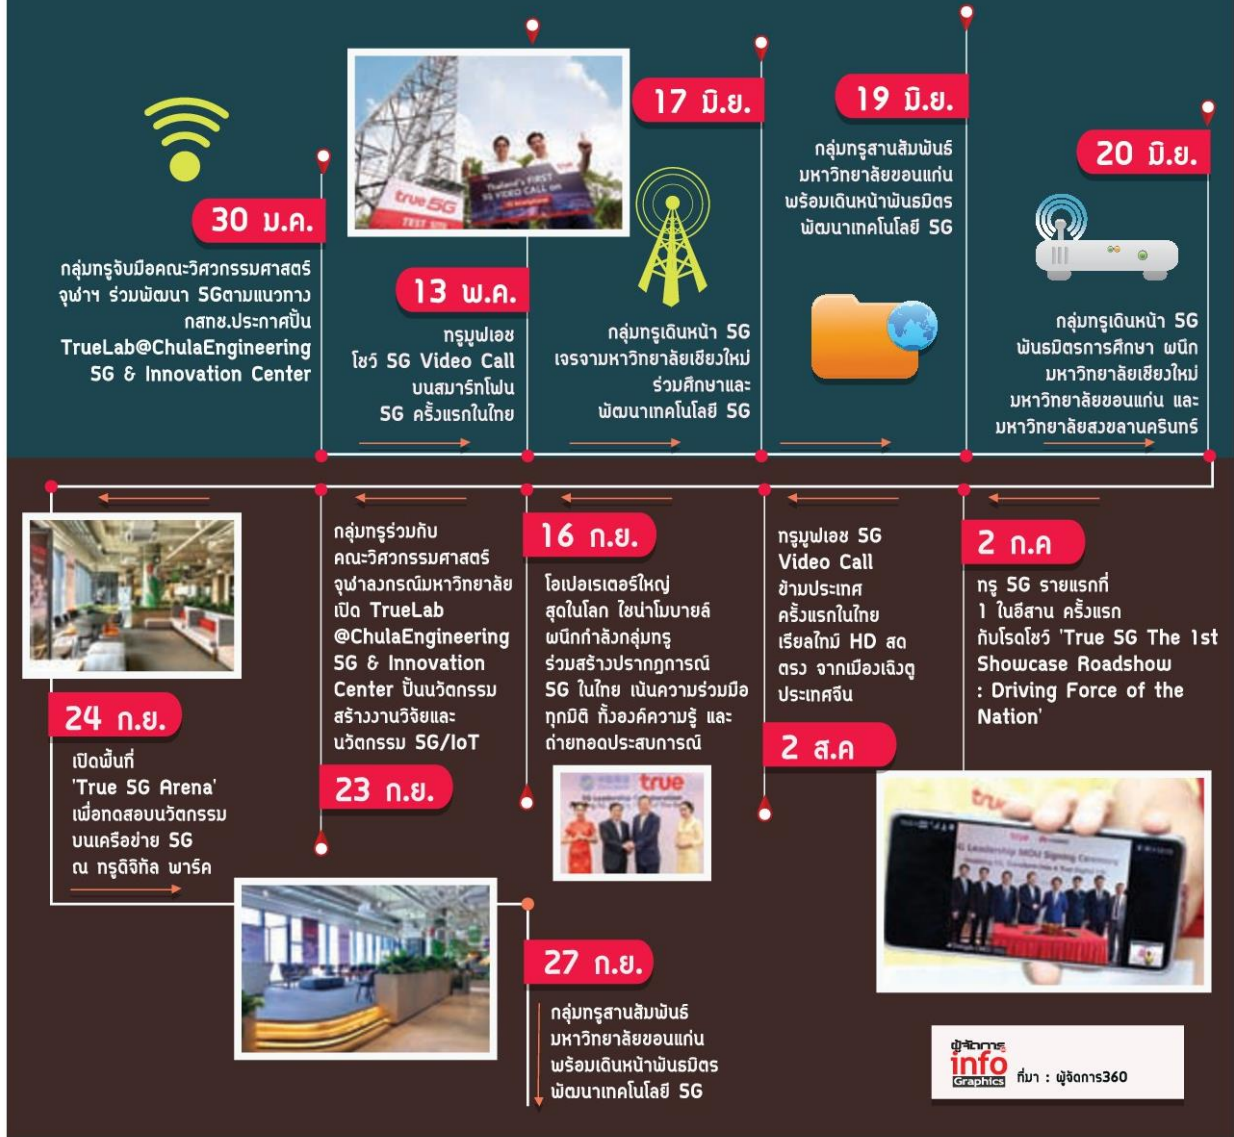 30 ม.ค.
กลุ่มทรูจับมือคณะวิศวกรรมศาสตร์
จุฬาฯ ร่วมพัฒนา 5Gตามแนวทาง
กสทช.ประกาศปั้น
TrueLab@ChulaEngineering
5G & Innovation Center
true 5G
TEST SITE
Thailand's FIRST
5G VIDEO CALL on
true
13 พ.ค.
ทรูมูฟเอช
โชว์ 5G Video Call
บนสมาร์ทโฟน
5G ครั้งแรกในไทย
17 มิ.ย.
กลุ่มทรูเดินหน้า 5G
เจรจามหาวิทยาลัยเชียงใหม่
ร่วมศึกษาและ
พัฒนาเทคโนโลยี 5G
19 มิ.ย.
กลุ่มทรูสานสัมพันธ์
มหาวิทยาลัยขอนแก่น
พร้อมเดินหน้าพันธมิตร
พัฒนาเทคโนโลยี 5G
20 มิ.ย.
กลุ่มทรูเดินหน้า 5G
พันธมิตรการศึกษา ผนึก
มหาวิทยาลัยเชียงใหม่
มหาวิทยาลัยขอนแก่น และ
มหาวิทยาลัยสงขลานครินทร์
2 ก.ค
ทรู 5G รายแรกที่
1 ในอีสาน ครั้งแรก
กับโรดโชว์ 'True 5G The 1st
Showcase Roadshow
: Driving Force of the
Nation'
true
5G Leadership MOU Signing Ceremony
ทรูมูฟเอช 5G
Video Call
ข้ามประเทศ
ครั้งแรกในไทย
เรียลไทม์ HD สด
ตรง จากเมืองเฉิงตู
ประเทศจีน
2 ส.ค
16 ก.ย.
โอเปอเรเตอร์ใหญ่
สุดในโลก ไชน่าโมบายล์
ผนึกกำลังกลุ่มทรู
ร่วมสร้างปรากฏการณ์
5G ในไทย เน้นความร่วมมือ
ทุกมิติ ทั้งองค์ความรู้ และ
ถ่ายทอดประสบการณ์
true
5G Leadership Collaboration
กลุ่มทรูร่วมกับ
คณะวิศวกรรมศาสตร์
จุฬาลงกรณ์มหาวิทยาลัย
เปิด TrueLab
@ChulaEngineering
5G & Innovation
Center ปั้นนวัตกรรม
สร้างงานวิจัยและ
นวัตกรรม 5G/IoT
23 ก.ย.
24 ก.ย.
เปิดพื้นที่
'True 5G Arena'
เพื่อทดสอบนวัตกรรม
บนเครือข่าย 5G
ณ ทรูดิจิทัล พาร์ค
27 ก.ย.
กลุ่มทรูสานสัมพันธ์
มหาวิทยาลัยขอนแก่น
พร้อมเดินหน้าพันธมิตร
พัฒนาเทคโนโลยี 5G
ผู้จัดการ
info
Graphics
ที่มา : ผู้จัดการ360